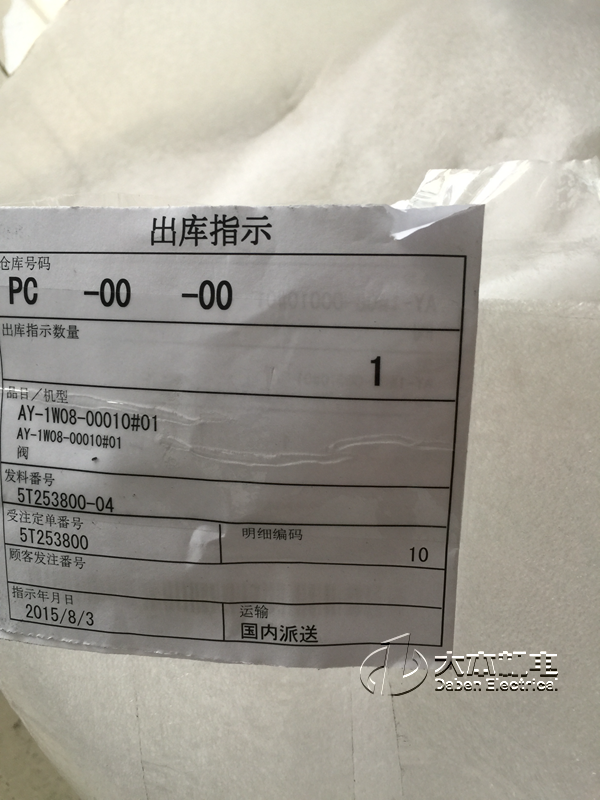 出库指示
仓库号码
PC -00 -00
出库指示数量
1
品目／机型
AY-1W08-00010#01
AY-1W08-00010#01
阀
发料番号
5T253800-04
受注定单番号
5T253800
明细编码
10
顾客发注番号
指示年月日
2015/8/3
运输
国内派送
大本机电
Daben Electrical